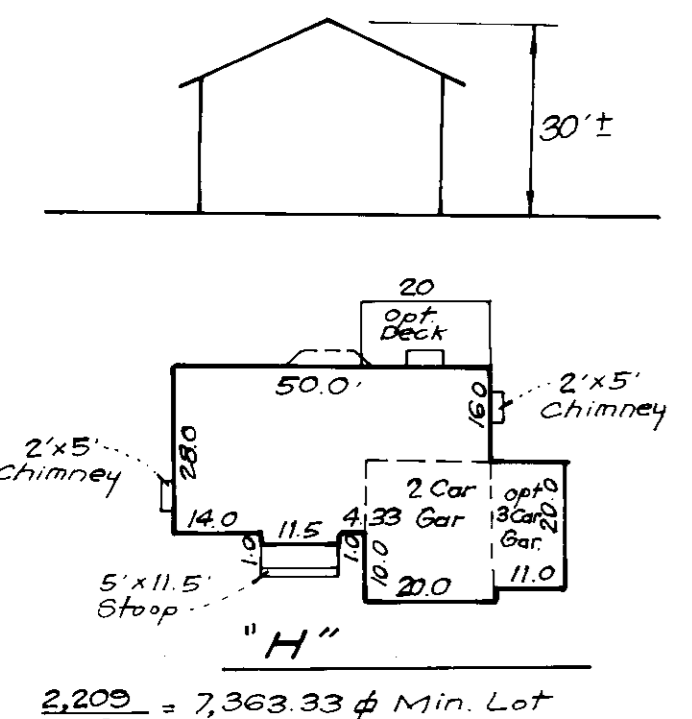 30'±
20
opt.
Deck
50.0'
16.0
2'x5'
Chimney
2'x5'
Chimney
28.0
14.0
11.5
4.33
2 Car
Gar
opt
3 Car
Gar.
20.0
1.0
1.0
10.0
20.0
11.0
5'x11.5'
Stoop
"H"
2,209 = 7,363.33 ⌀ Min. Lot